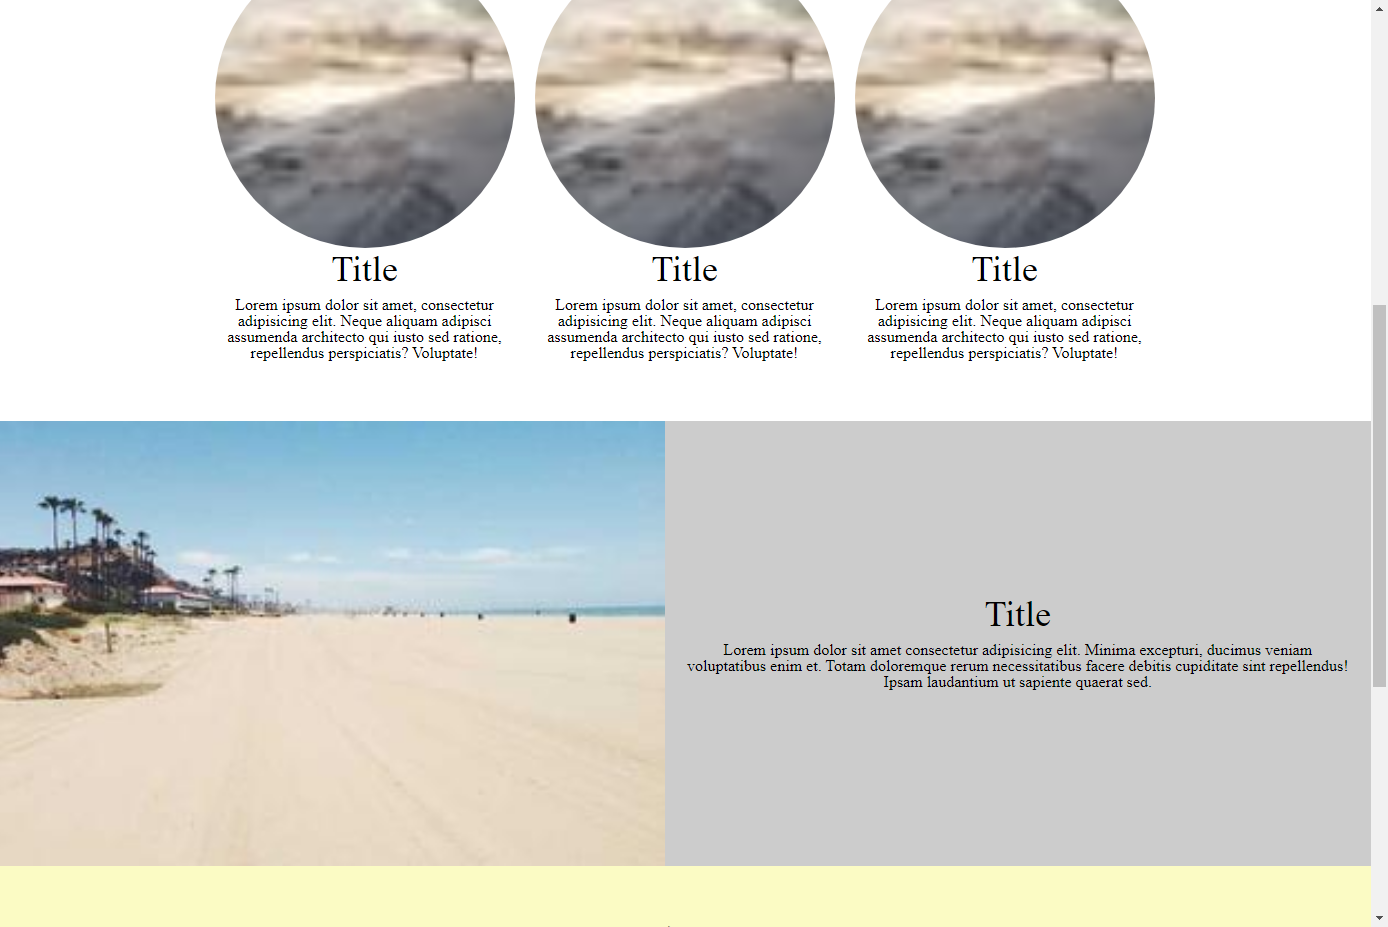 Title
Lorem ipsum dolor sit amet, consectetur
adipisicing elit. Neque aliquam adipisci
assumenda architecto qui iusto sed ratione,
repellendus perspiciatis? Voluptate!
Title
Lorem ipsum dolor sit amet, consectetur
adipisicing elit. Neque aliquam adipisci
assumenda architecto qui iusto sed ratione,
repellendus perspiciatis? Voluptate!
Title
Lorem ipsum dolor sit amet, consectetur
adipisicing elit. Neque aliquam adipisci
assumenda architecto qui iusto sed ratione,
repellendus perspiciatis? Voluptate!
Title
Lorem ipsum dolor sit amet consectetur adipisicing elit. Minima excepturi, ducimus veniam
voluptatibus enim et. Totam doloremque rerum necessitatibus facere debitis cupiditate sint repellendus!
Ipsam laudantium ut sapiente quaerat sed.